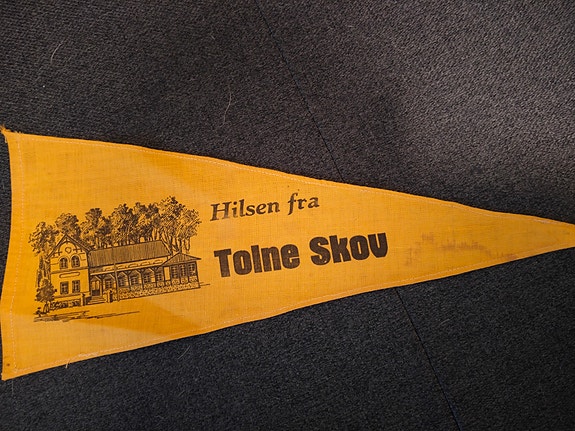 Hilsen fra
Tolne Skov